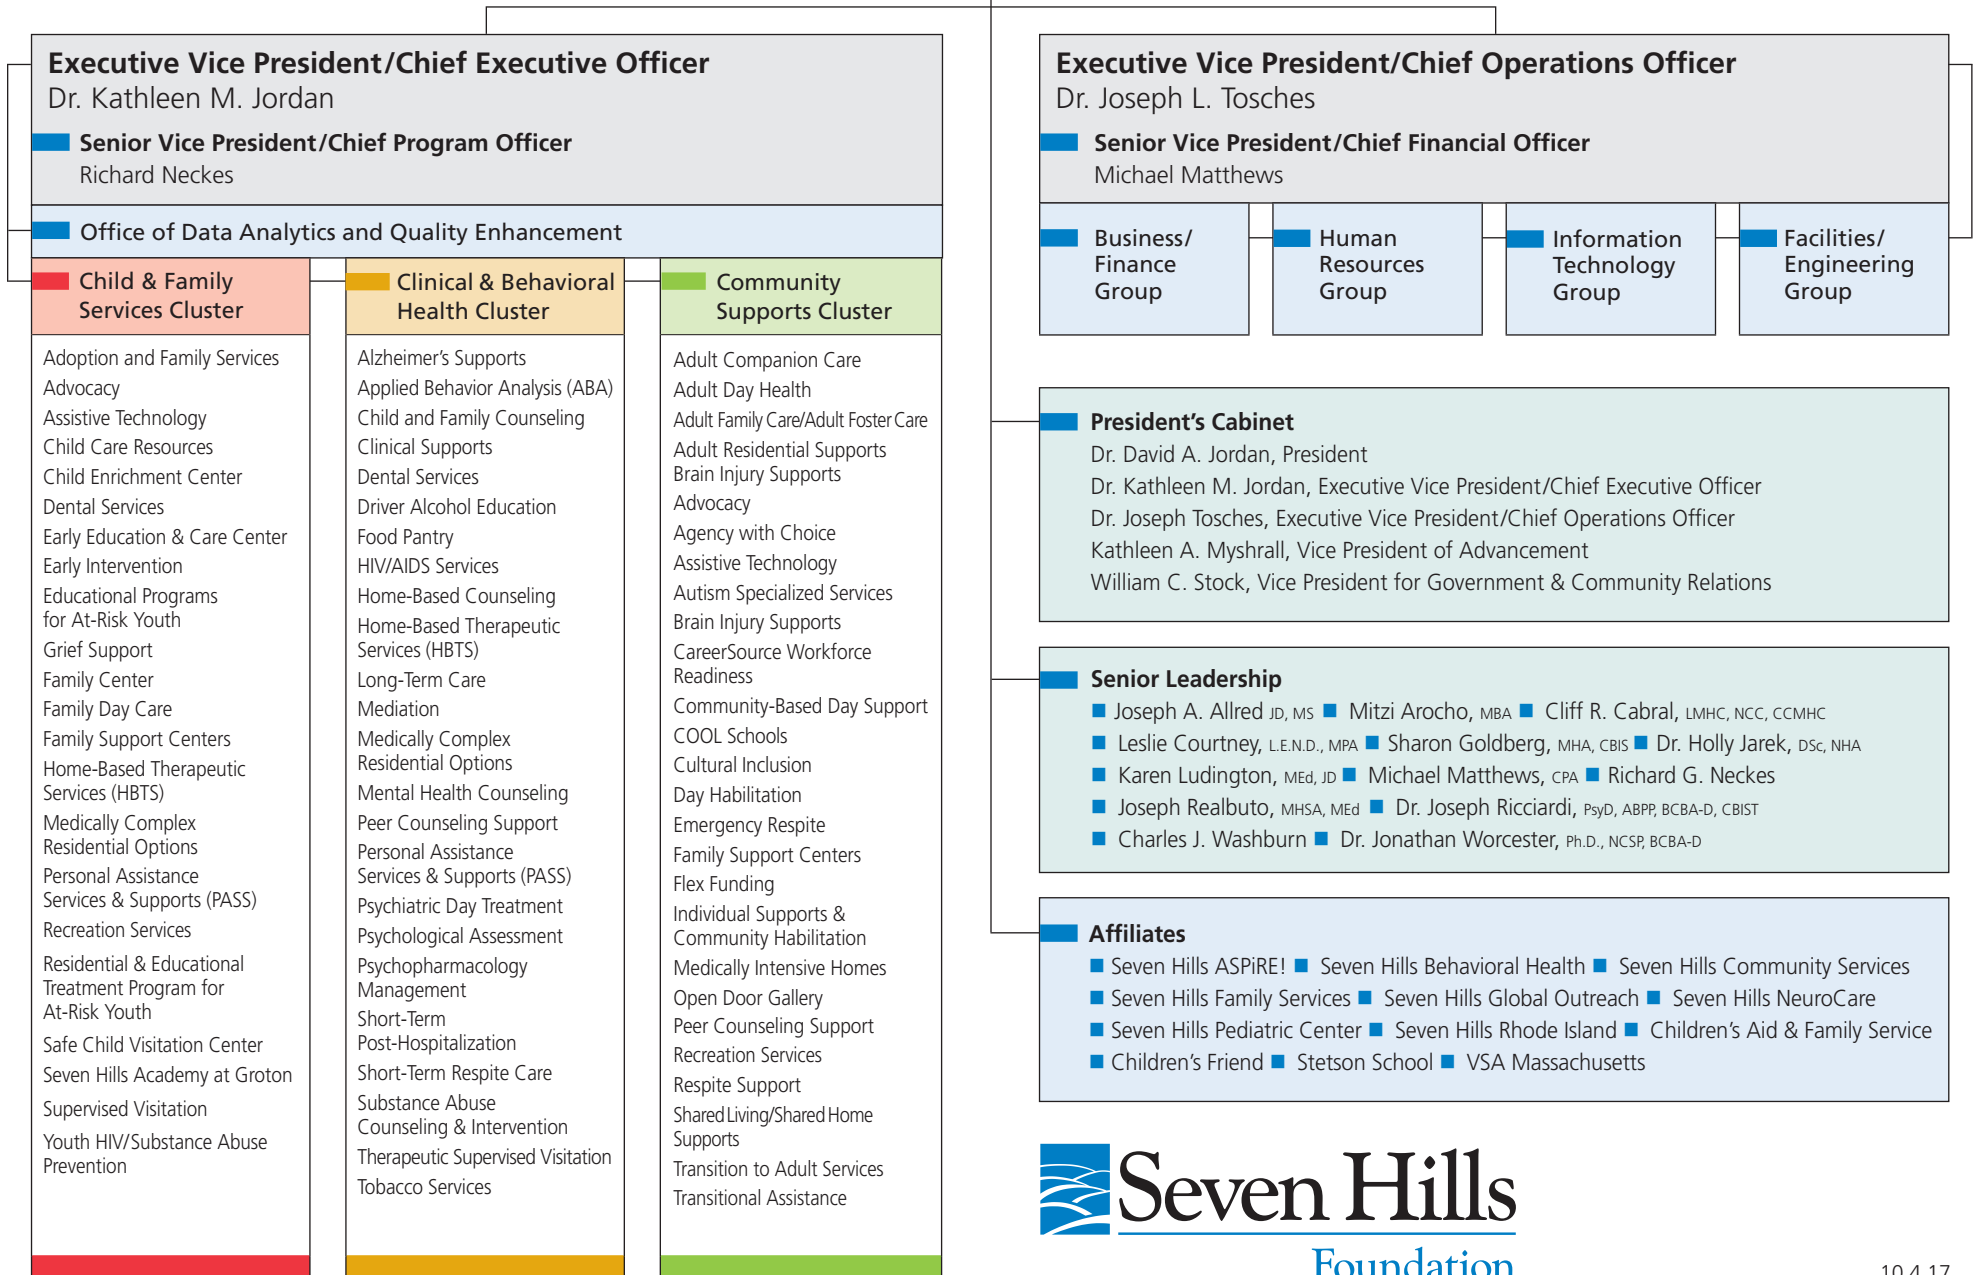 Executive Vice President/Chief Executive Officer
Dr. Kathleen M. Jordan
Senior Vice President/Chief Program Officer
Richard Neckes
Office of Data Analytics and Quality Enhancement
Child & Family
Services Cluster
Adoption and Family Services
Advocacy
Assistive Technology
Child Care Resources
Child Enrichment Center
Dental Services
Early Education & Care Center
Early Intervention
Educational Programs
for At-Risk Youth
Grief Support
Family Center
Family Day Care
Family Support Centers
Home-Based Therapeutic
Services (HBTS)
Medically Complex
Residential Options
Personal Assistance
Services & Supports (PASS)
Recreation Services
Residential & Educational
Treatment Program for
At-Risk Youth
Safe Child Visitation Center
Seven Hills Academy at Groton
Supervised Visitation
Youth HIV/Substance Abuse
Prevention
Clinical & Behavioral
Health Cluster
Alzheimer's Supports
Applied Behavior Analysis (ABA)
Child and Family Counseling
Clinical Supports
Dental Services
Driver Alcohol Education
Food Pantry
HIV/AIDS Services
Home-Based Counseling
Home-Based Therapeutic
Services (HBTS)
Long-Term Care
Mediation
Medically Complex
Residential Options
Mental Health Counseling
Peer Counseling Support
Personal Assistance
Services & Supports (PASS)
Psychiatric Day Treatment
Psychological Assessment
Psychopharmacology
Management
Short-Term
Post-Hospitalization
Short-Term Respite Care
Substance Abuse
Counseling & Intervention
Therapeutic Supervised Visitation
Tobacco Services
Community
Supports Cluster
Adult Companion Care
Adult Day Health
Adult Family Care/Adult Foster Care
Adult Residential Supports
Brain Injury Supports
Advocacy
Agency with Choice
Assistive Technology
Autism Specialized Services
Brain Injury Supports
CareerSource Workforce
Readiness
Community-Based Day Support
COOL Schools
Cultural Inclusion
Day Habilitation
Emergency Respite
Family Support Centers
Flex Funding
Individual Supports &
Community Habilitation
Medically Intensive Homes
Open Door Gallery
Peer Counseling Support
Recreation Services
Respite Support
Shared Living/Shared Home
Supports
Transition to Adult Services
Transitional Assistance
Executive Vice President/Chief Operations Officer
Dr. Joseph L. Tosches
Senior Vice President/Chief Financial Officer
Michael Matthews
Business/
Finance
Group
Human
Resources
Group
Information
Technology
Group
Facilities/
Engineering
Group
President's Cabinet
Dr. David A. Jordan, President
Dr. Kathleen M. Jordan, Executive Vice President/Chief Executive Officer
Dr. Joseph Tosches, Executive Vice President/Chief Operations Officer
Kathleen A. Myshrall, Vice President of Advancement
William C. Stock, Vice President for Government & Community Relations
Senior Leadership
■ Joseph A. Allred JD, MS ■ Mitzi Arocho, MBA ■ Cliff R. Cabral, LMHC, NCC, CCMHC
■ Leslie Courtney, L.E.N.D., MPA ■ Sharon Goldberg, MHA, CBIS ■ Dr. Holly Jarek, DSc, NHA
■ Karen Ludington, MEd, JD ■ Michael Matthews, CPA ■ Richard G. Neckes
■ Joseph Realbuto, MHSA, MEd ■ Dr. Joseph Ricciardi, PsyD, ABPP, BCBA-D, CBIST
■ Charles J. Washburn ■ Dr. Jonathan Worcester, Ph.D., NCSP, BCBA-D
Affiliates
■ Seven Hills ASPiRE! ■ Seven Hills Behavioral Health ■ Seven Hills Community Services
■ Seven Hills Family Services ■ Seven Hills Global Outreach ■ Seven Hills NeuroCare
■ Seven Hills Pediatric Center ■ Seven Hills Rhode Island ■ Children's Aid & Family Service
■ Children's Friend ■ Stetson School ■ VSA Massachusetts
Seven Hills
Foundation
10.4.17